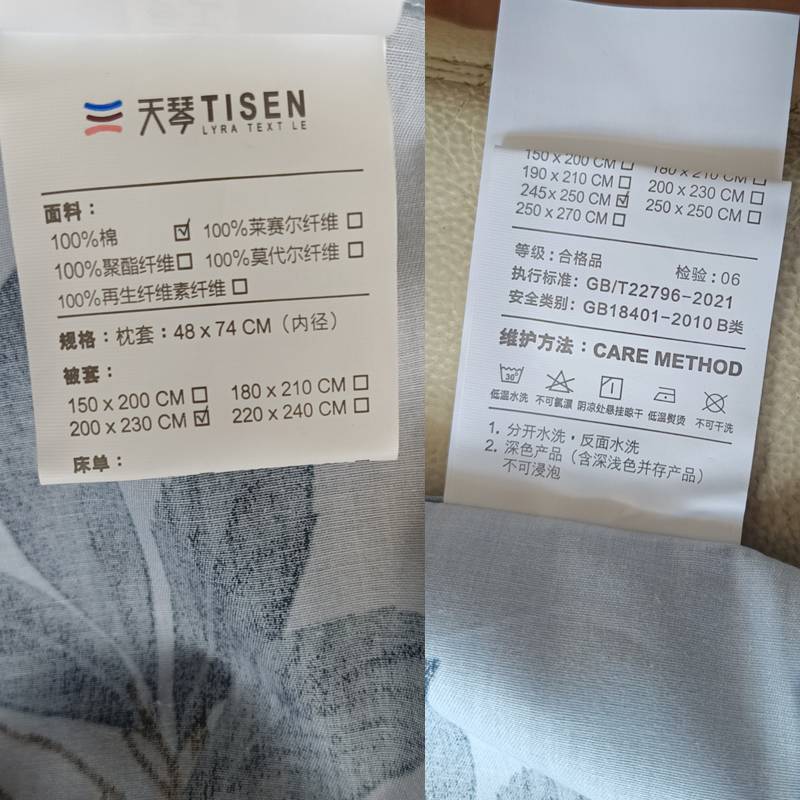 天琴TISEN
LYRA TEXT LE
面料：
100%棉 ☑ 100%莱赛尔纤维 □
100%聚酯纤维□ 100%莫代尔纤维 □
100%再生纤维素纤维 □
规格：枕套：48 x 74 CM（内径）
被套：
150 x 200 CM □ 180 x 210 CM □
200 x 230 CM ☑ 220 x 240 CM □
床单：
150 x 200 CM □ 180 x 210 CM □
190 x 210 CM □ 200 x 230 CM □
245 x 250 CM ☑ 250 x 250 CM □
250 x 270 CM □
等级：合格品 检验：06
执行标准：GB/T22796-2021
安全类别：GB18401-2010 B类
维护方法：CARE METHOD
30°
低温水洗 不可氯漂 阴凉处悬挂晾干 低温熨烫 不可干洗
1. 分开水洗・反面水洗
2. 深色产品（含深浅色并存产品）
不可浸泡